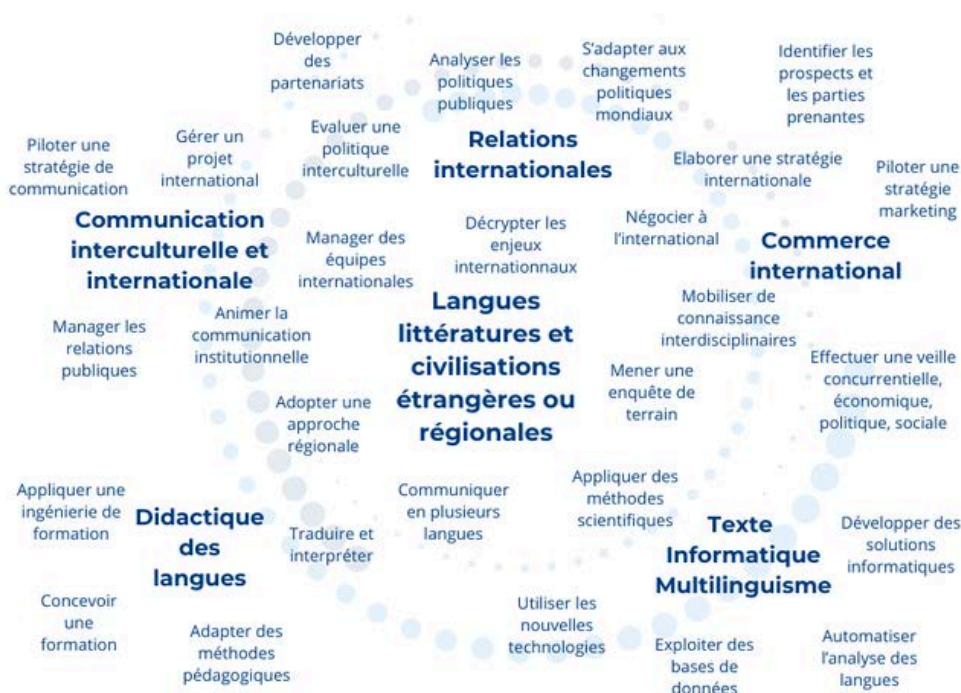 Développer
des
partenariats
Analyser les
politiques
publiques
S'adapter aux
changements
politiques
mondiaux
Identifier les
prospects et
les parties
prenantes
Piloter une
stratégie de
communication
Gérer un
projet
international
Evaluer une
politique
interculturelle
Relations
internationales
Elaborer une stratégie
internationale
Piloter une
stratégie
marketing
Communication
interculturelle et
internationale
Manager des
équipes
internationales
Décrypter les
enjeux
internationnaux
Négocier à
l'international
Commerce
international
Manager les
relations
publiques
Animer la
communication
institutionnelle
Langues
littératures et
civilisations
étrangères ou
régionales
Mobiliser de
connaissance
interdisciplinaires
Mener une
enquête de
terrain
Effectuer une veille
concurrentielle,
économique,
politique, sociale
Adopter une
approche
régionale
Appliquer une
ingénierie de
formation
Didactique
des
langues
Traduire et
interpréter
Communiquer
en plusieurs
langues
Appliquer des
méthodes
scientifiques
Texte
Informatique
Multilinguisme
Développer des
solutions
informatiques
Concevoir
une
formation
Adapter des
méthodes
pédagogiques
Utiliser les
nouvelles
technologies
Exploiter des
bases de
données
Automatiser
l'analyse des
langues